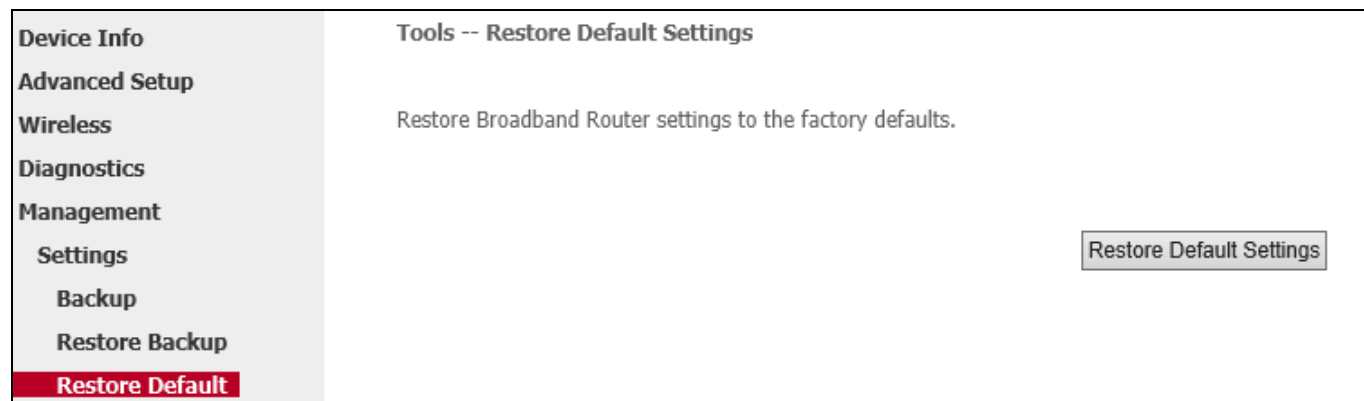 Device Info
Advanced Setup
Wireless
Diagnostics
Management
Settings
Backup
Restore Backup
Restore Default
Tools -- Restore Default Settings
Restore Broadband Router settings to the factory defaults.
Restore Default Settings